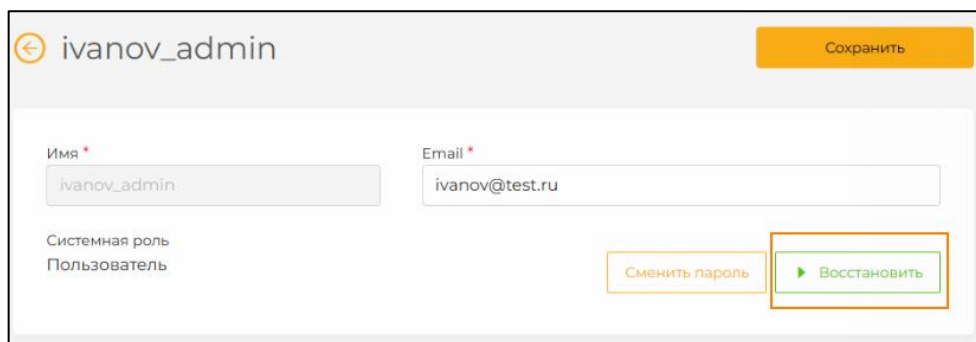 ivanov_admin
Сохранить
Имя *
Email *
ivanov_admin
ivanov@test.ru
Системная роль
Пользователь
Сменить пароль
Восстановить